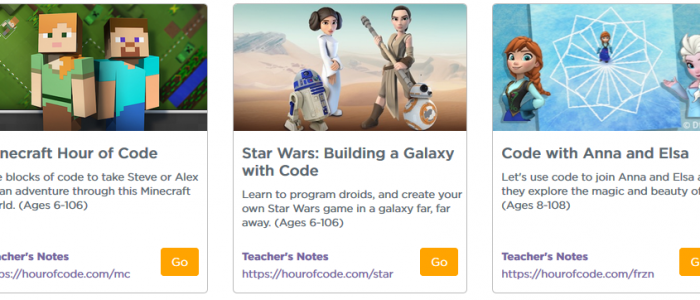 necraft Hour of Code
e blocks of code to take Steve or Alex
an adventure through this Minecraft
rld. (Ages 6-106)
acher's Notes
ps://hourofcode.com/mc
Go
Star Wars: Building a Galaxy
with Code
Learn to program droids, and create your
own Star Wars game in a galaxy far, far
away. (Ages 6-106)
Teacher's Notes
https://hourofcode.com/star
Go
© D
Code with Anna and Elsa
Let's use code to join Anna and Elsa a
they explore the magic and beauty of
(Ages 8-108)
Teacher's Notes
https://hourofcode.com/frzn
G